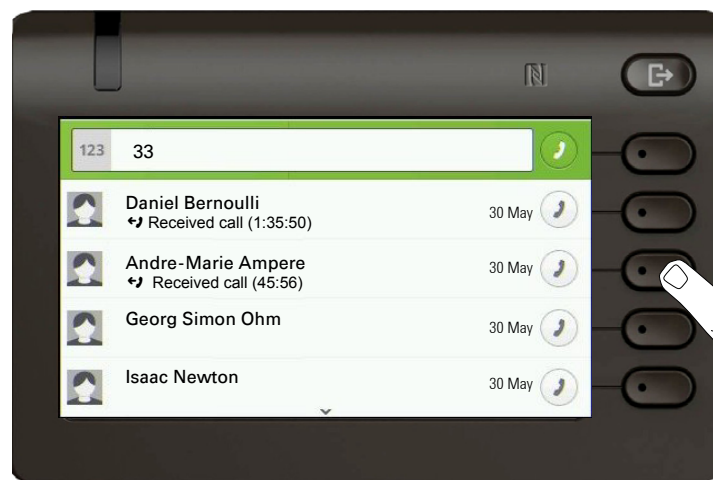 123 33
Daniel Bernoulli
Received call (1:35:50) 30 May
Andre-Marie Ampere
Received call (45:56) 30 May
Georg Simon Ohm 30 May
Isaac Newton 30 May